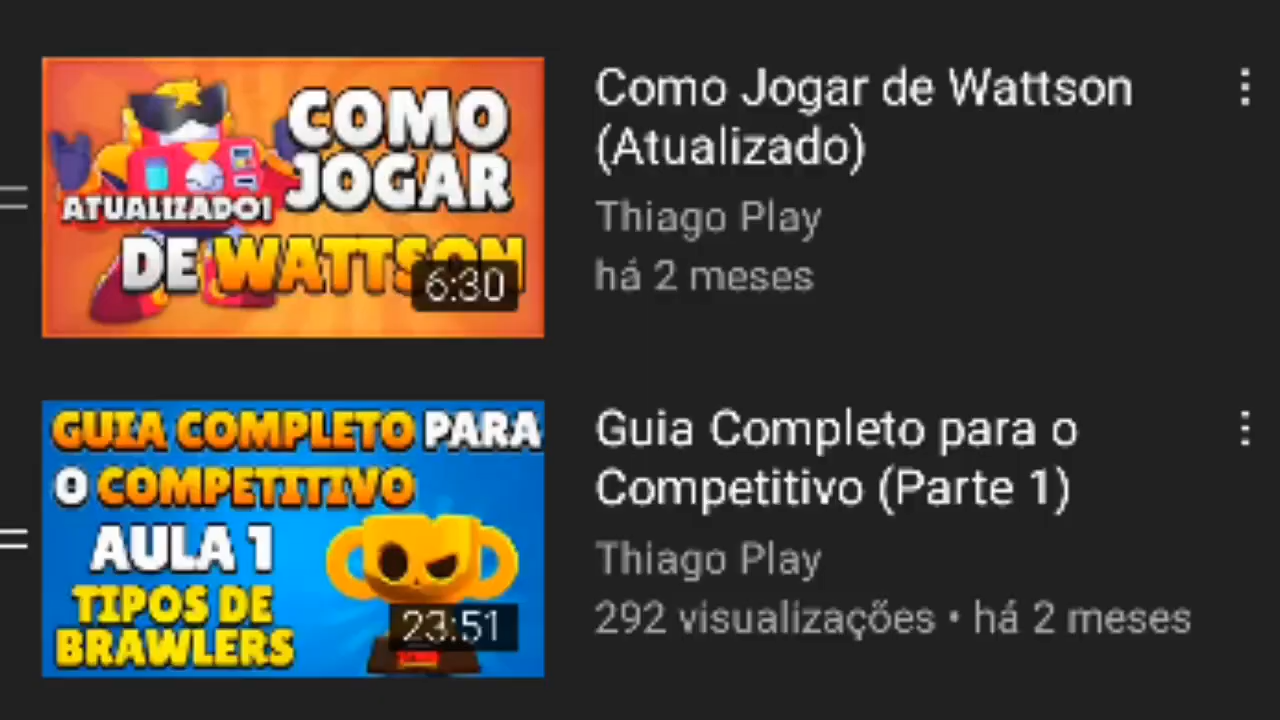 COMO
JOGAR
ATUALIZADO!
DE WATTSON
6:30
Como Jogar de Wattson
(Atualizado)
Thiago Play
há 2 meses
GUIA COMPLETO PARA
O COMPETITIVO
AULA 1
TIPOS DE
BRAWLERS
23:51
Guia Completo para o
Competitivo (Parte 1)
Thiago Play
292 visualizações • há 2 meses